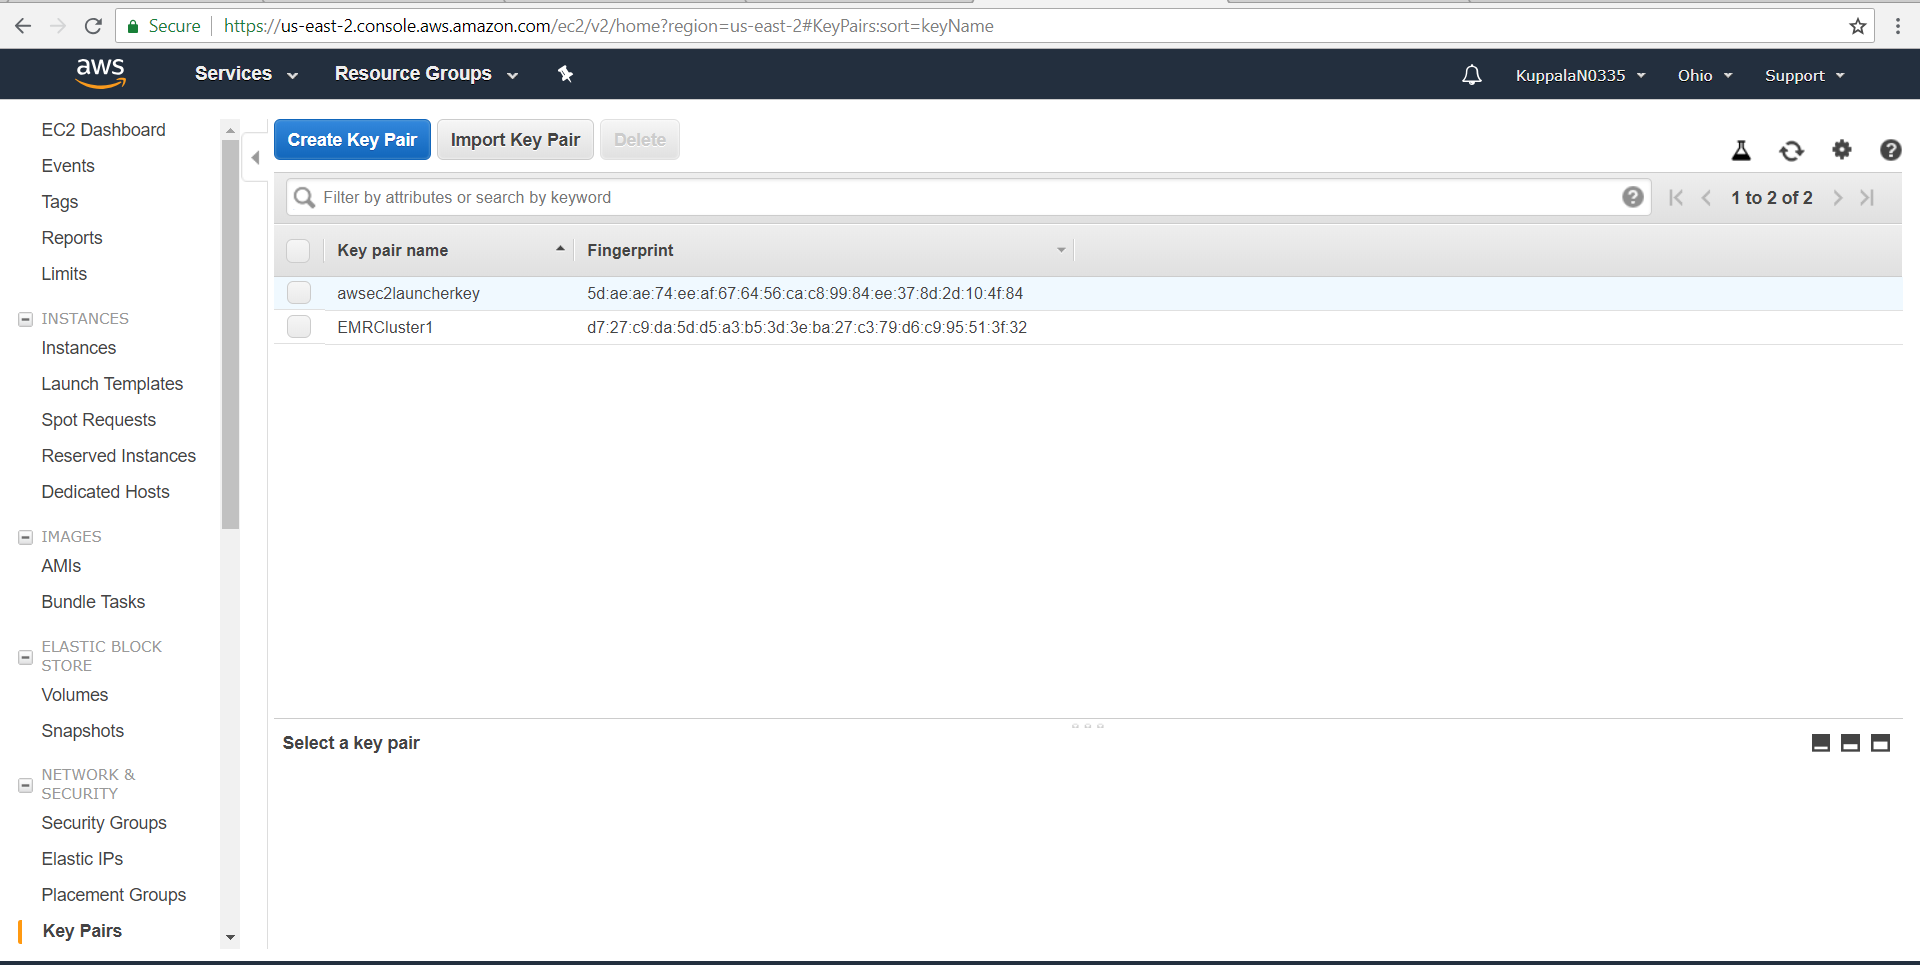 Secure https://us-east-2.console.aws.amazon.com/ec2/v2/home?region=us-east-2#KeyPairs:sort=keyName
aws Services Resource Groups KuppalaN0335 Ohio Support
EC2 Dashboard
Events
Tags
Reports
Limits
INSTANCES
Instances
Launch Templates
Spot Requests
Reserved Instances
Dedicated Hosts
IMAGES
AMIs
Bundle Tasks
ELASTIC BLOCK
STORE
Volumes
Snapshots
NETWORK &
SECURITY
Security Groups
Elastic IPs
Placement Groups
Key Pairs
Create Key Pair Import Key Pair Delete
Filter by attributes or search by keyword 1 to 2 of 2
Key pair name Fingerprint
awsec2launcherkey 5d:ae:ae:74:ee:af:67:64:56:ca:c8:99:84:ee:37:8d:2d:10:4f:84
EMRCluster1 d7:27:c9:da:5d:d5:a3:b5:3d:3e:ba:27:c3:79:d6:c9:95:51:3f:32
Select a key pair